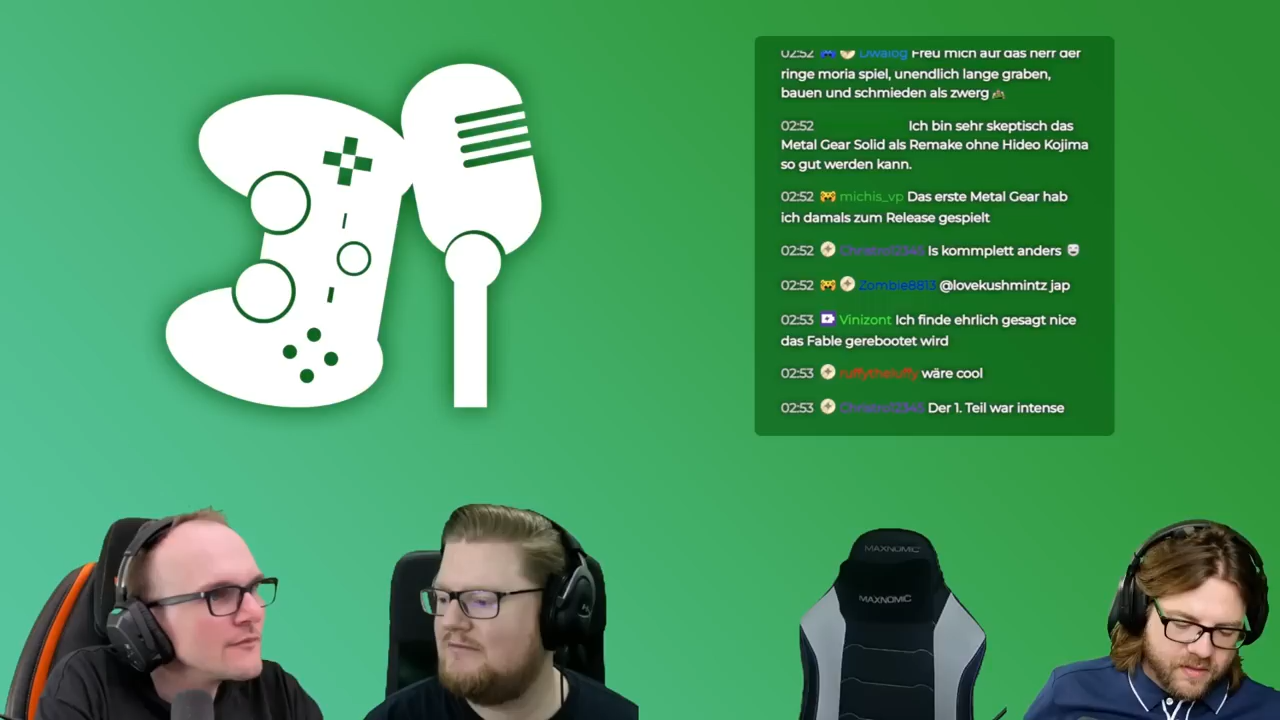 02:52 Dwalog Freu mich auf das herr der
ringe moria spiel, unendlich lange graben,
bauen und schmieden als zwerg
02:52 Ich bin sehr skeptisch das
Metal Gear Solid als Remake ohne Hideo Kojima
so gut werden kann.
02:52 michis_vp Das erste Metal Gear hab
ich damals zum Release gespielt
02:52 Is kommplett anders
02:52 Zombie8813 @lovekushmintz jap
02:53 Vinizont Ich finde ehrlich gesagt nice
das Fable gerebootet wird
02:53 ruffytheluffy wäre cool
02:53 Der 1. Teil war intense
MAXNOMIC
MAXNOMIC